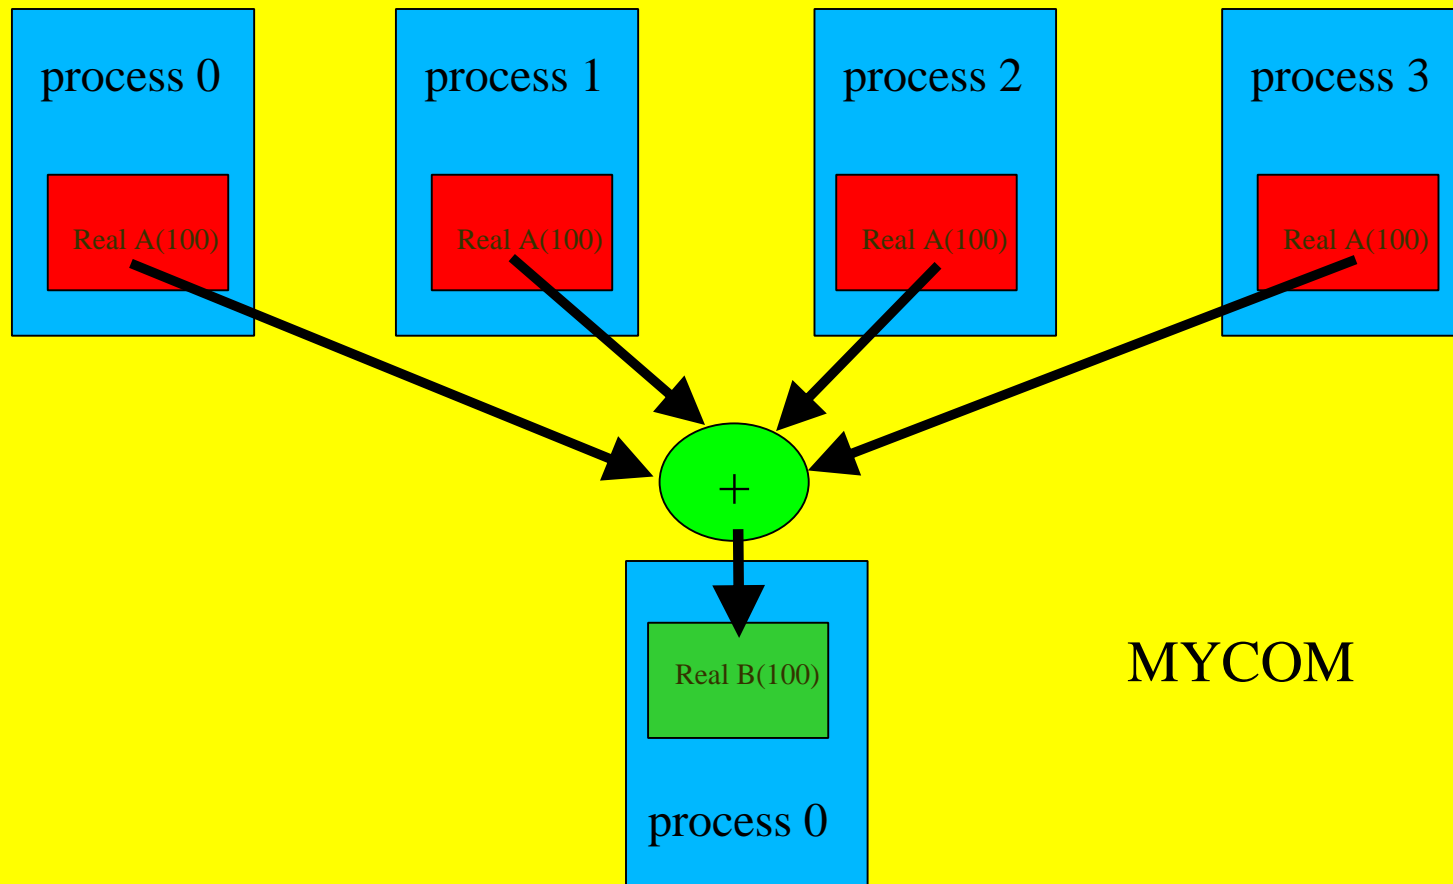 process 0
process 1
process 2
process 3
Real A(100)
Real A(100)
Real A(100)
Real A(100)
+
Real B(100)
MYCOM
process 0